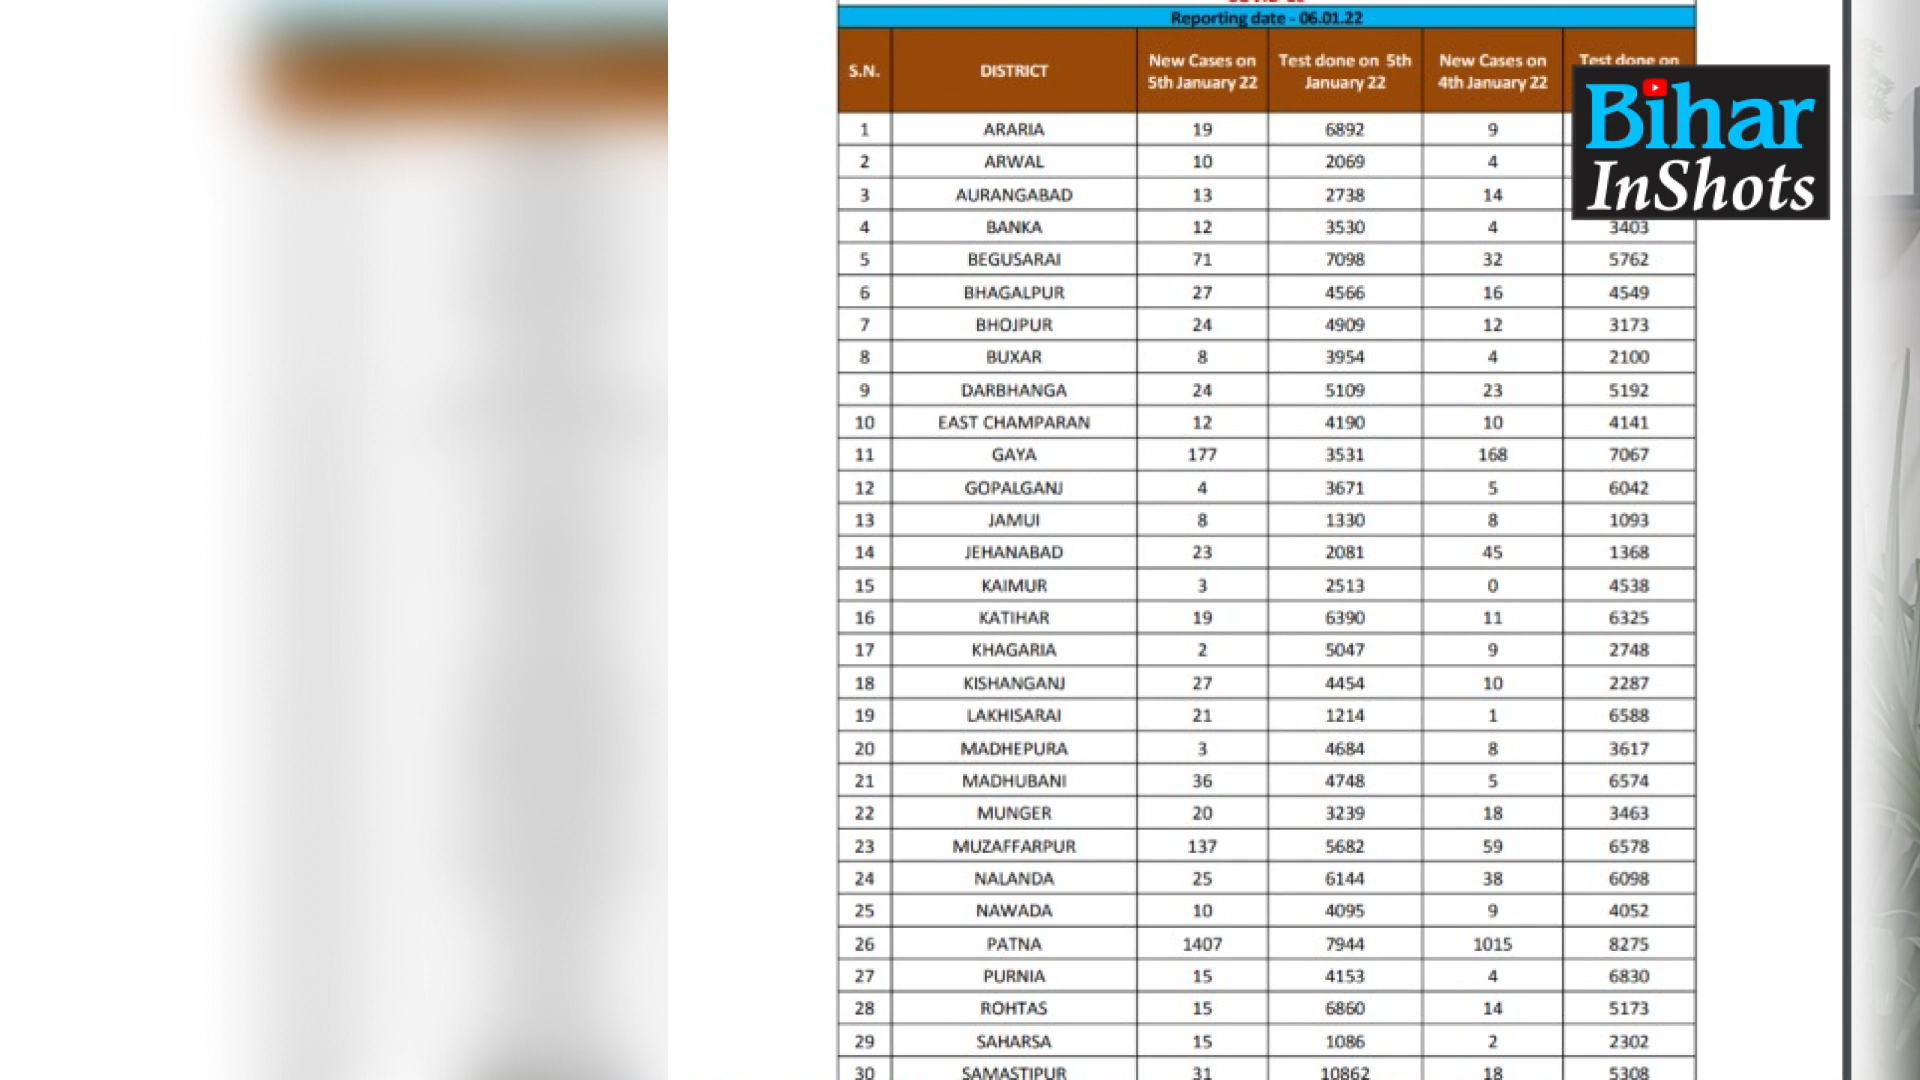 Reporting date - 06.01.22
S.N. DISTRICT New Cases on 5th January 22 Test done on 5th January 22 New Cases on 4th January 22 Test done on
Bihar
InShots
1 ARARIA 19 6892 9
2 ARWAL 10 2069 4
3 AURANGABAD 13 2738 14
4 BANKA 12 3530 4 3403
5 BEGUSARAI 71 7098 32 5762
6 BHAGALPUR 27 4566 16 4549
7 BHOJPUR 24 4909 12 3173
8 BUXAR 8 3954 4 2100
9 DARBHANGA 24 5109 23 5192
10 EAST CHAMPARAN 12 4190 10 4141
11 GAYA 177 3531 168 7067
12 GOPALGANJ 4 3671 5 6042
13 JAMUI 8 1330 8 1093
14 JEHANABAD 23 2081 45 1368
15 KAIMUR 3 2513 0 4538
16 KATIHAR 19 6390 11 6325
17 KHAGARIA 2 5047 9 2748
18 KISHANGANJ 27 4454 10 2287
19 LAKHISARAI 21 1214 1 6588
20 MADHEPURA 3 4684 8 3617
21 MADHUBANI 36 4748 5 6574
22 MUNGER 20 3239 18 3463
23 MUZAFFARPUR 137 5682 59 6578
24 NALANDA 25 6144 38 6098
25 NAWADA 10 4095 9 4052
26 PATNA 1407 7944 1015 8275
27 PURNIA 15 4153 4 6830
28 ROHTAS 15 6860 14 5173
29 SAHARSA 15 1086 2 2302
30 SAMASTIPUR 31 10862 18 5308